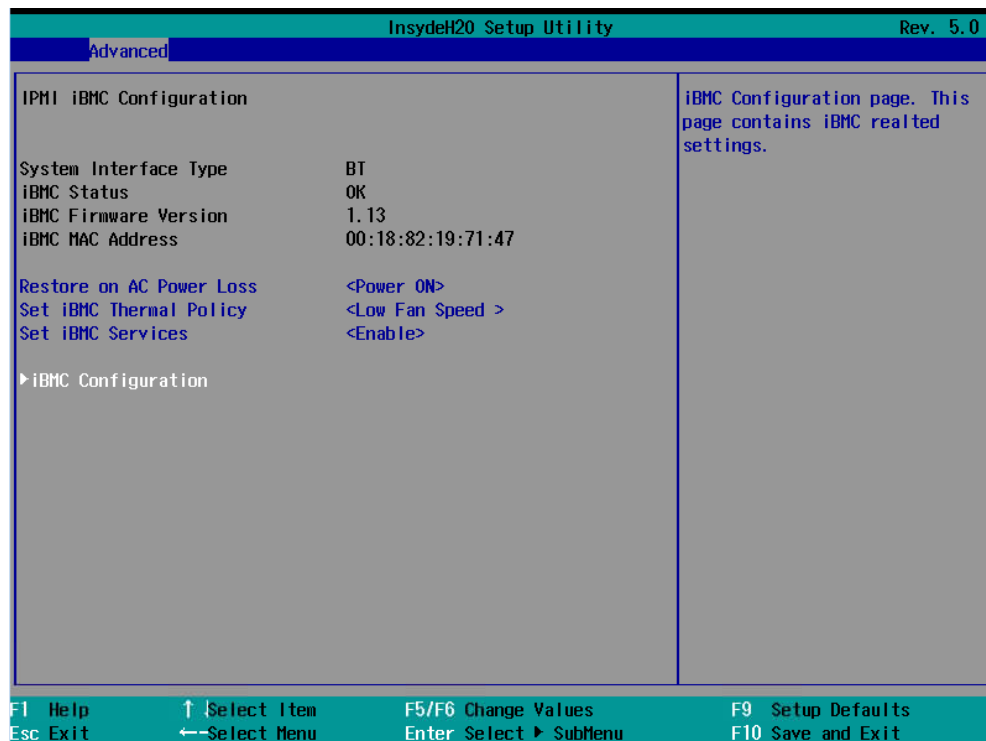 InsydeH20 Setup Utility Rev. 5.0
Advanced
IPMI iBMC Configuration
System Interface Type BT
iBMC Status OK
iBMC Firmware Version 1.13
iBMC MAC Address 00:18:82:19:71:47
Restore on AC Power Loss <Power ON>
Set iBMC Thermal Policy <Low Fan Speed >
Set iBMC Services <Enable>
▶iBMC Configuration
iBMC Configuration page. This
page contains iBMC realted
settings.
F1 Help ↑↓Select Item F5/F6 Change Values F9 Setup Defaults
Esc Exit ←→Select Menu Enter Select ▶ SubMenu F10 Save and Exit